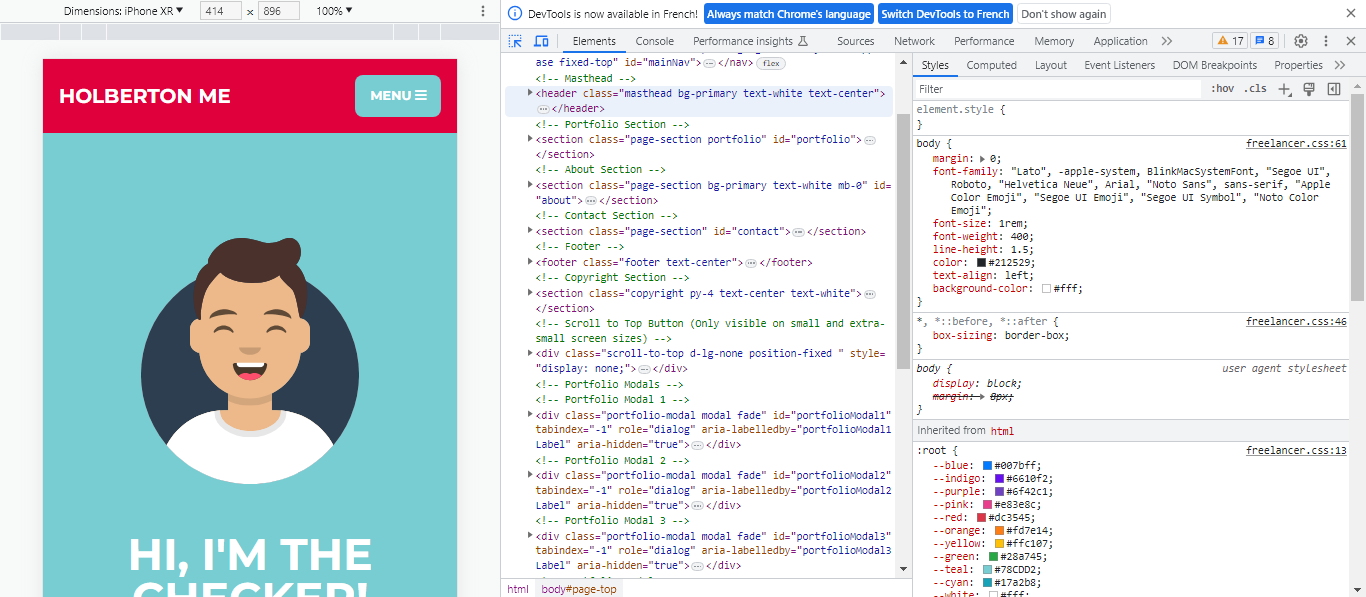 Dimensions: iPhone XR ▼ 414 x 896 100% ▼
HOLBERTON ME
MENU ☰
HI, I'M THE
CHECKER!
DevTools is now available in French! Always match Chrome's language Switch DevTools to French Don't show again
Elements Console Performance insights Sources Network Performance Memory Application 17 8
ase fixed-top" id="mainNav">…</nav> flex
<!-- Masthead -->
<header class="masthead bg-primary text-white text-center">
…</header>
<!-- Portfolio Section -->
<section class="page-section portfolio" id="portfolio">…
</section>
<!-- About Section -->
<section class="page-section bg-primary text-white mb-0" id=
"about">…</section>
<!-- Contact Section -->
<section class="page-section" id="contact">…</section>
<!-- Footer -->
<footer class="footer text-center">…</footer>
<!-- Copyright Section -->
<section class="copyright py-4 text-center text-white">…
</section>
<!-- Scroll to Top Button (Only visible on small and extra-
small screen sizes) -->
<div class="scroll-to-top d-lg-none position-fixed " style=
"display: none;">…</div>
<!-- Portfolio Modals -->
<!-- Portfolio Modal 1 -->
<div class="portfolio-modal modal fade" id="portfolioModal1"
tabindex="-1" role="dialog" aria-labelledby="portfolioModal1
Label" aria-hidden="true">…</div>
<!-- Portfolio Modal 2 -->
<div class="portfolio-modal modal fade" id="portfolioModal2"
tabindex="-1" role="dialog" aria-labelledby="portfolioModal2
Label" aria-hidden="true">…</div>
<!-- Portfolio Modal 3 -->
<div class="portfolio-modal modal fade" id="portfolioModal3"
tabindex="-1" role="dialog" aria-labelledby="portfolioModal3
Label" aria-hidden="true">…</div>
html body#page-top
Styles Computed Layout Event Listeners DOM Breakpoints Properties
Filter :hov .cls
element.style {
}
body { freelancer.css:61
margin: 0;
font-family: "Lato", -apple-system, BlinkMacSystemFont, "Segoe UI",
Roboto, "Helvetica Neue", Arial, "Noto Sans", sans-serif, "Apple
Color Emoji", "Segoe UI Emoji", "Segoe UI Symbol", "Noto Color
Emoji";
font-size: 1rem;
font-weight: 400;
line-height: 1.5;
color: #212529;
text-align: left;
background-color: #fff;
}
*, *::before, *::after { freelancer.css:46
box-sizing: border-box;
}
body { user agent stylesheet
display: block;
margin: 8px;
}
Inherited from html
:root { freelancer.css:13
--blue: #007bff;
--indigo: #6610f2;
--purple: #6f42c1;
--pink: #e83e8c;
--red: #dc3545;
--orange: #fd7e14;
--yellow: #ffc107;
--green: #28a745;
--teal: #78CDD2;
--cyan: #17a2b8;
--white: #fff;